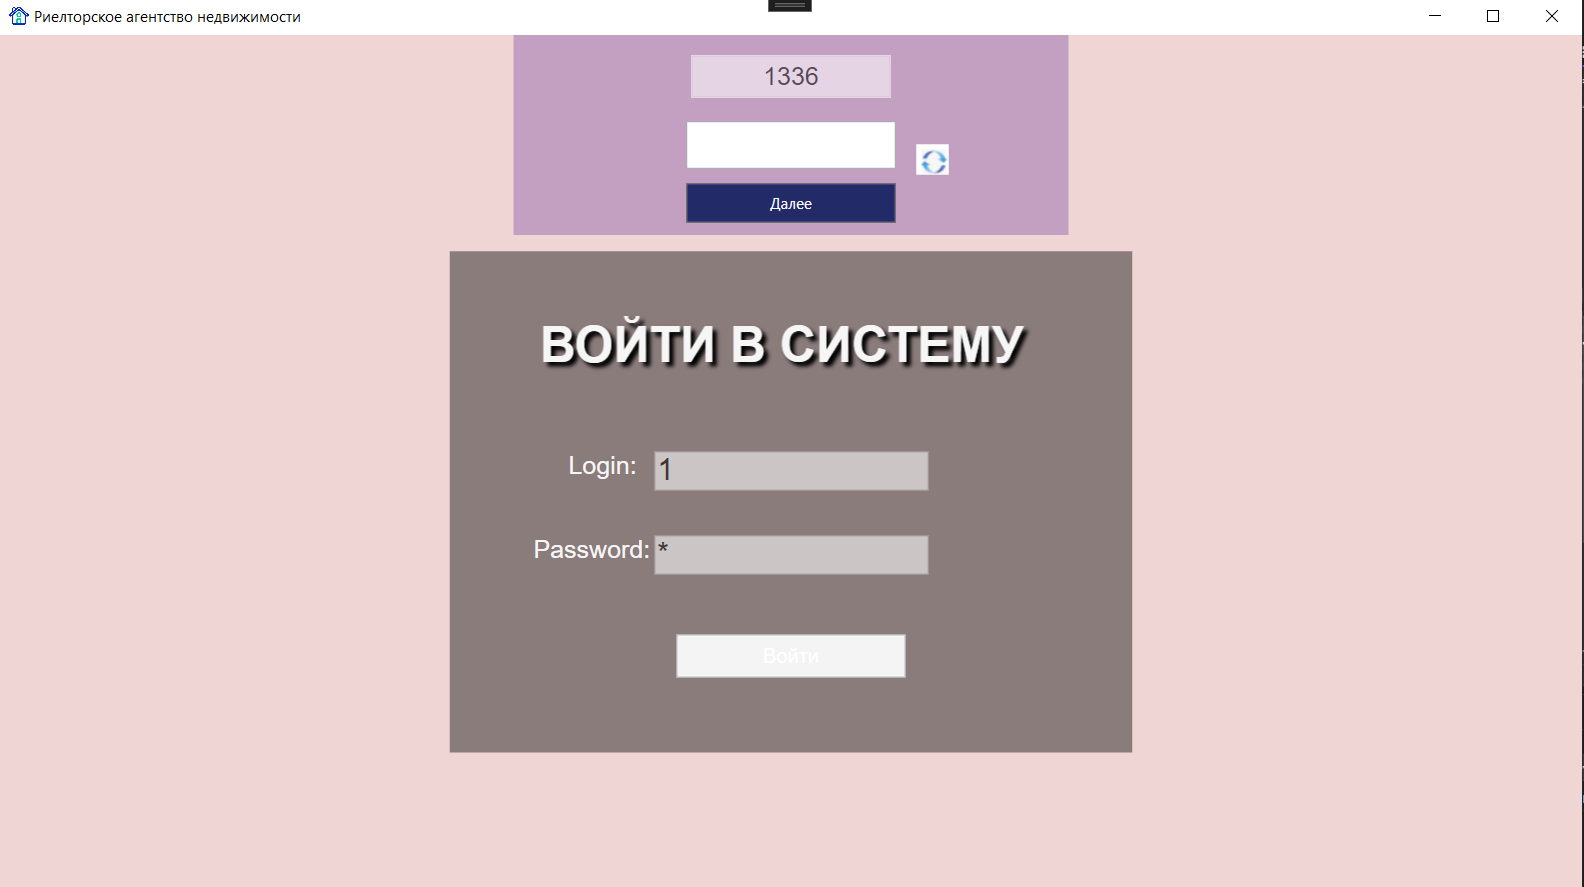 Риелторское агентство недвижимости
1336
Далее
ВОЙТИ В СИСТЕМУ
Login: 1
Password: *
Войти